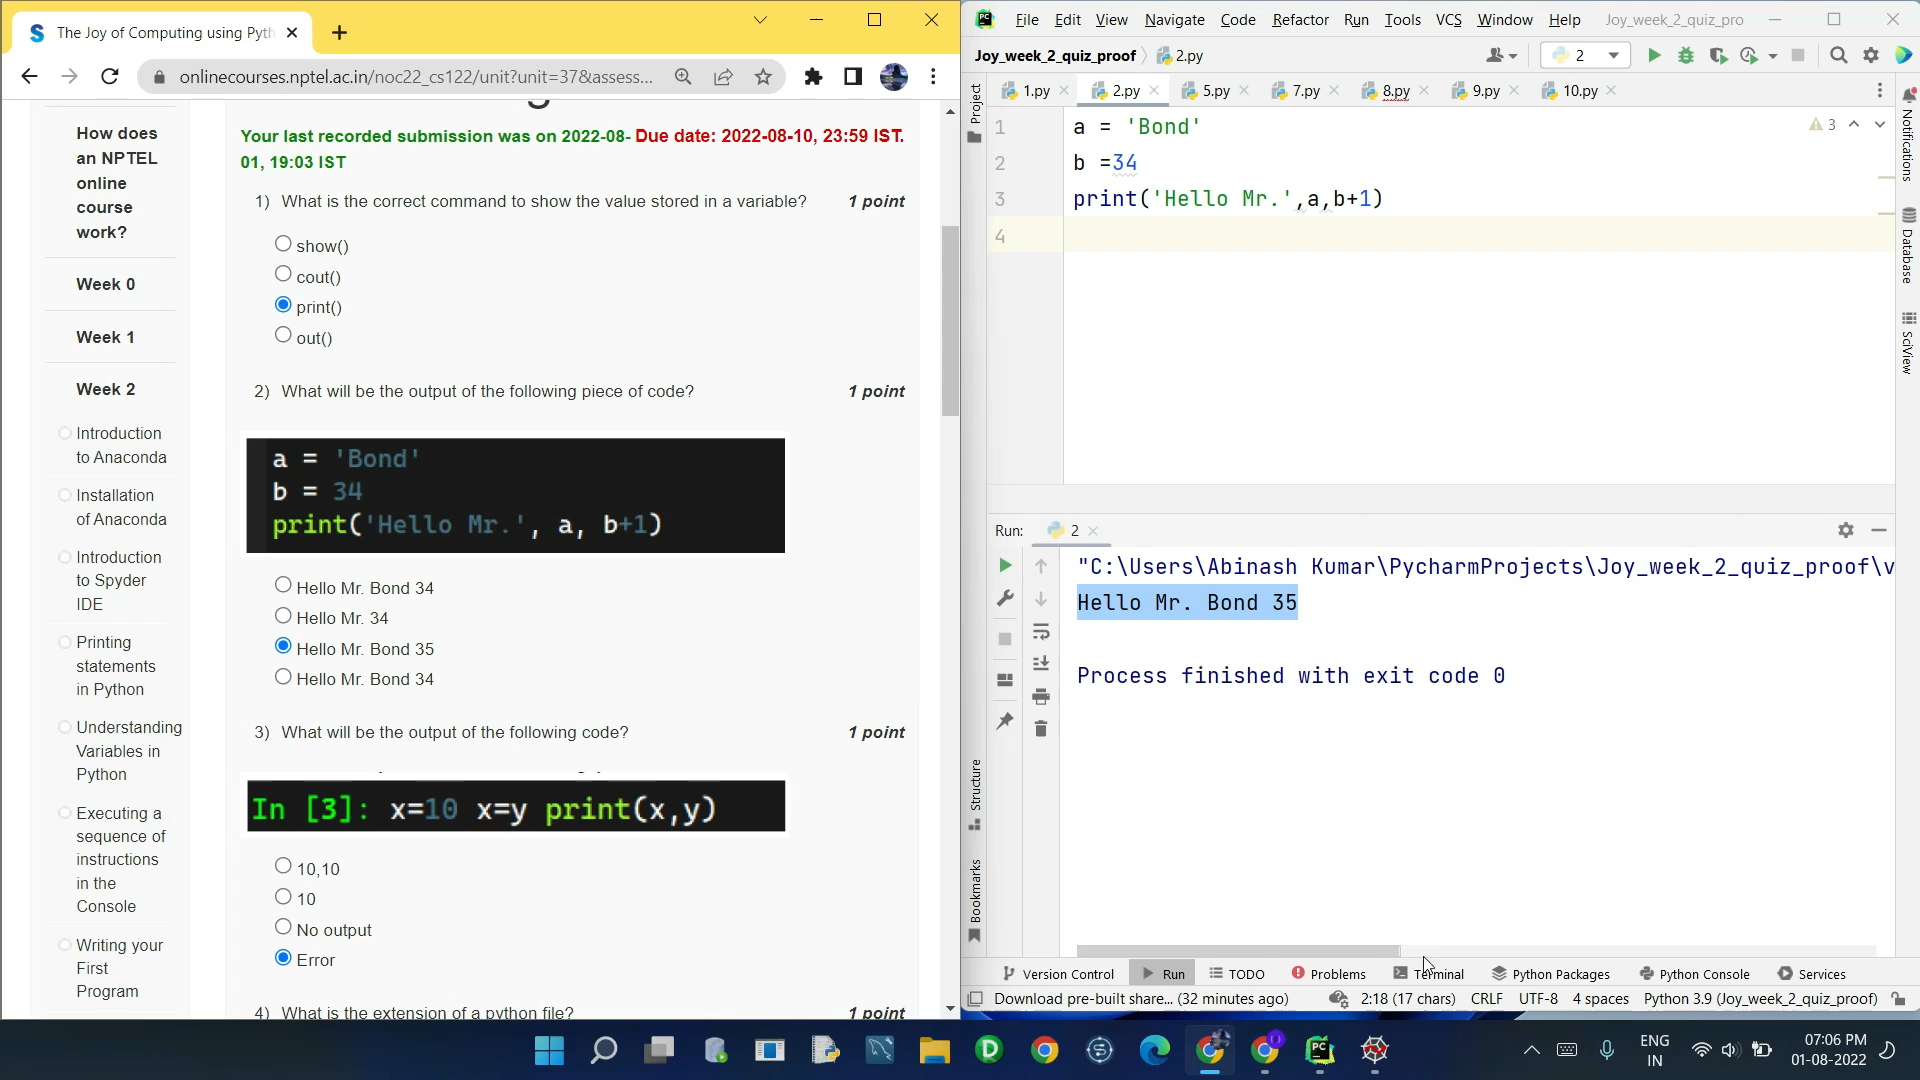 The Joy of Computing using Pyth
onlinecourses.nptel.ac.in/noc22_cs122/unit?unit=37&assess...
How does
an NPTEL
online
course
work?
Week 0
Week 1
Week 2
Introduction
to Anaconda
Installation
of Anaconda
Introduction
to Spyder
IDE
Printing
statements
in Python
Understanding
Variables in
Python
Executing a
sequence of
instructions
in the
Console
Writing your
First
Program
Your last recorded submission was on 2022-08- Due date: 2022-08-10, 23:59 IST.
01, 19:03 IST
1) What is the correct command to show the value stored in a variable? 1 point
show()
cout()
print()
out()
2) What will be the output of the following piece of code? 1 point
a = 'Bond'
b = 34
print('Hello Mr.', a, b+1)
Hello Mr. Bond 34
Hello Mr. 34
Hello Mr. Bond 35
Hello Mr. Bond 34
3) What will be the output of the following code? 1 point
In [3]: x=10 x=y print(x,y)
10,10
10
No output
Error
4) What is the extension of a python file? 1 point
PC File Edit View Navigate Code Refactor Run Tools VCS Window Help Joy_week_2_quiz_pro
Joy_week_2_quiz_proof 2.py 2
1.py 2.py 5.py 7.py 8.py 9.py 10.py
Project
1 a = 'Bond'
2 b =34
3 print('Hello Mr.',a,b+1)
4
3
Notifications
Database
SciView
Run: 2
"C:\Users\Abinash Kumar\PycharmProjects\Joy_week_2_quiz_proof\v
Hello Mr. Bond 35
Process finished with exit code 0
Structure
Bookmarks
Version Control Run TODO Problems Terminal Python Packages Python Console Services
Download pre-built share... (32 minutes ago) 2:18 (17 chars) CRLF UTF-8 4 spaces Python 3.9 (Joy_week_2_quiz_proof)
ENG
IN
07:06 PM
01-08-2022